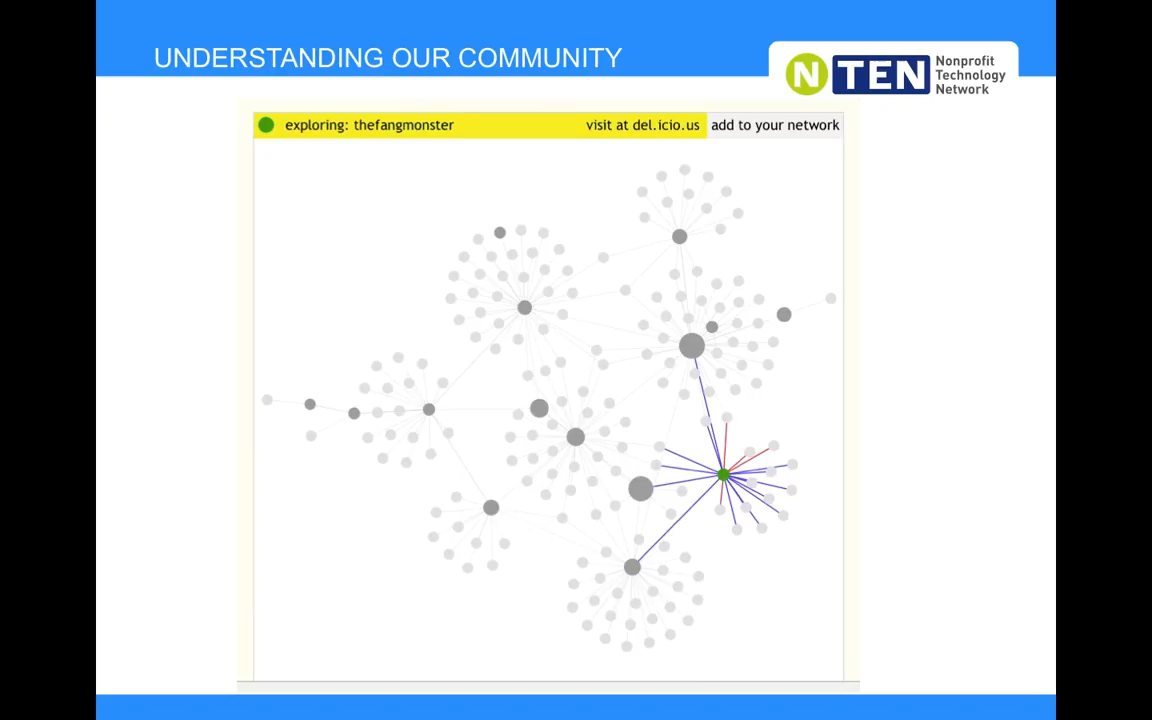 UNDERSTANDING OUR COMMUNITY
N TEN Nonprofit
Technology
Network
exploring: thefangmonster visit at del.icio.us add to your network